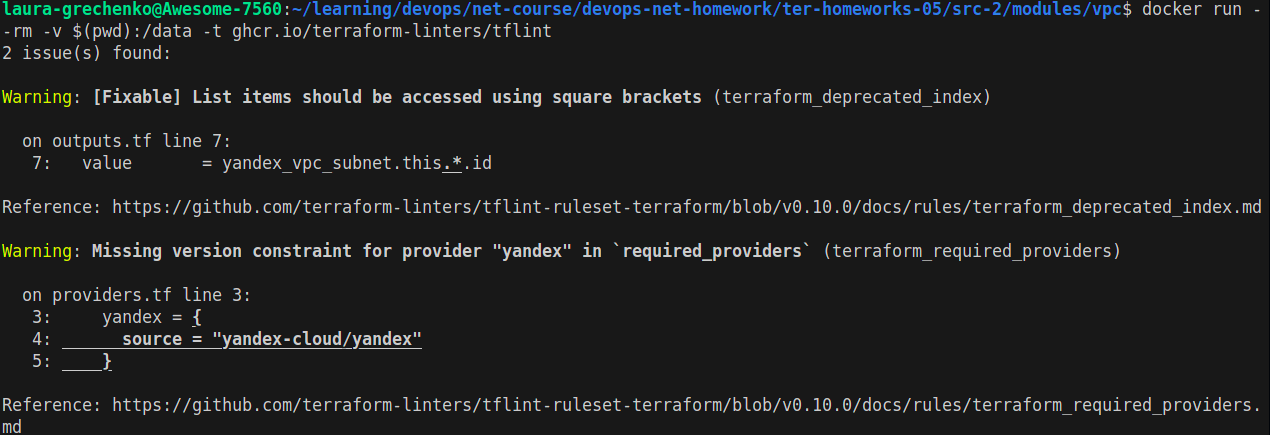 laura-grechenko@Awesome-7560:~/learning/devops/net-course/devops-net-homework/ter-homeworks-05/src-2/modules/vpc$ docker run -
-rm -v $(pwd):/data -t ghcr.io/terraform-linters/tflint
2 issue(s) found:
Warning: [Fixable] List items should be accessed using square brackets (terraform_deprecated_index)
on outputs.tf line 7:
7:   value       = yandex_vpc_subnet.this.*.id
Reference: https://github.com/terraform-linters/tflint-ruleset-terraform/blob/v0.10.0/docs/rules/terraform_deprecated_index.md
Warning: Missing version constraint for provider "yandex" in `required_providers` (terraform_required_providers)
on providers.tf line 3:
3:     yandex = {
4:       source = "yandex-cloud/yandex"
5:     }
Reference: https://github.com/terraform-linters/tflint-ruleset-terraform/blob/v0.10.0/docs/rules/terraform_required_providers.
md